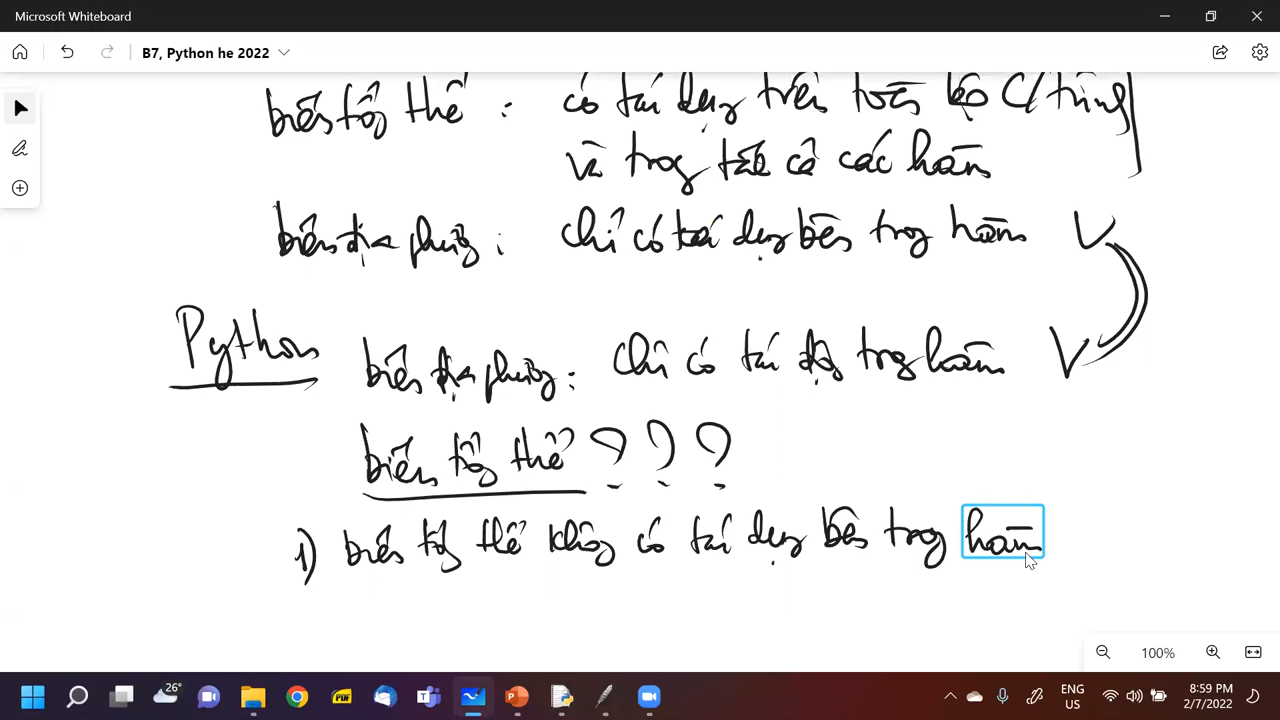 Microsoft Whiteboard
B7, Python he 2022
biến tổng thể : có tác dụng trên toàn bộ C/trình
và trong tất cả các hàm
biến địa phương : chỉ có tác dụng bên trong hàm
Python biến địa phương : chỉ có tác dụng trong hàm
biến tổng thể ? ? ?
1) biến tổng thể không có tác dụng bên trong hàm
100%
26°
ENG
US
8:59 PM
2/7/2022